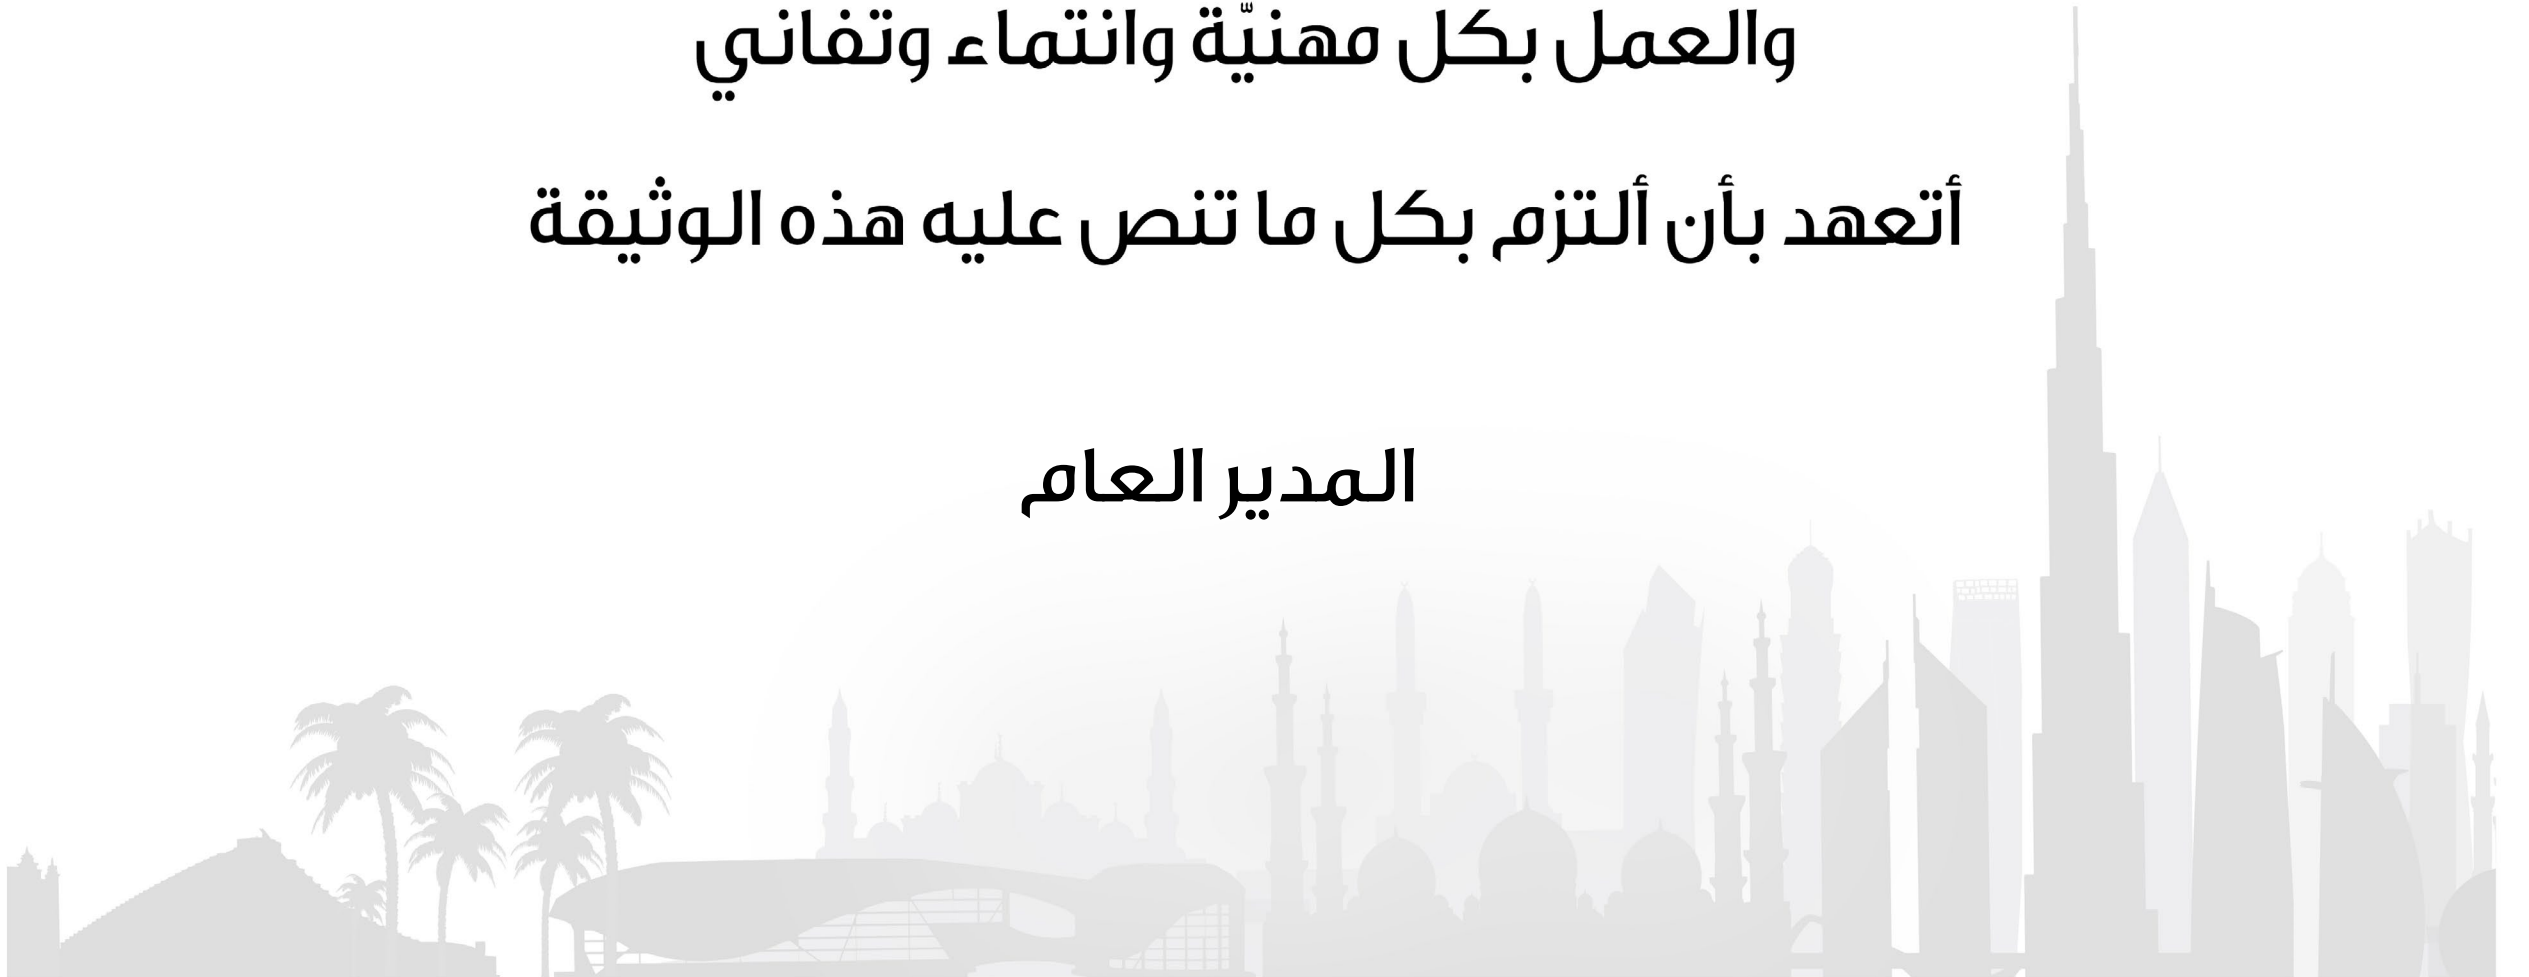 والعمل بكل مهنيّة وانتماء وتفاني
أتعهد بأن ألتزم بكل ما تنص عليه هذه الوثيقة
المدير العام